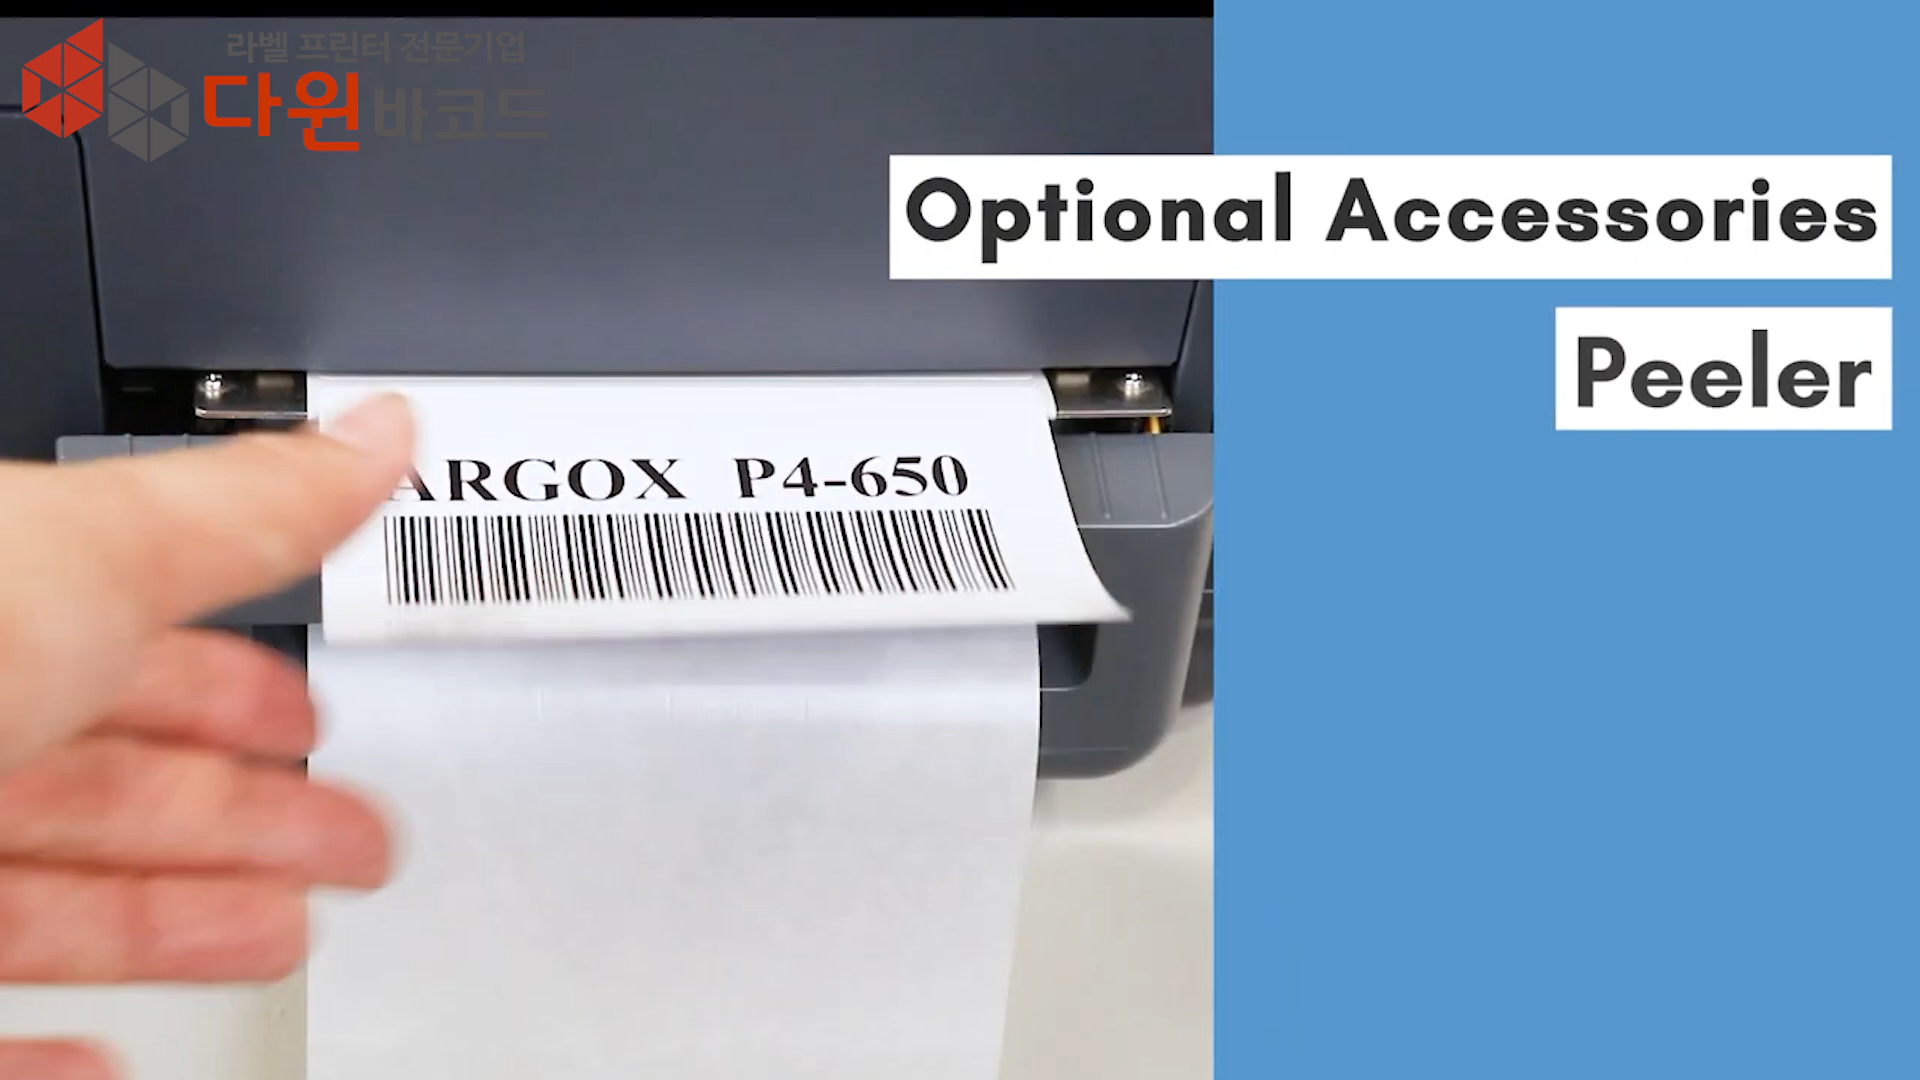 라벨 프린터 전문기업
다윈바코드
Optional Accessories
Peeler
ARGOX P4-650